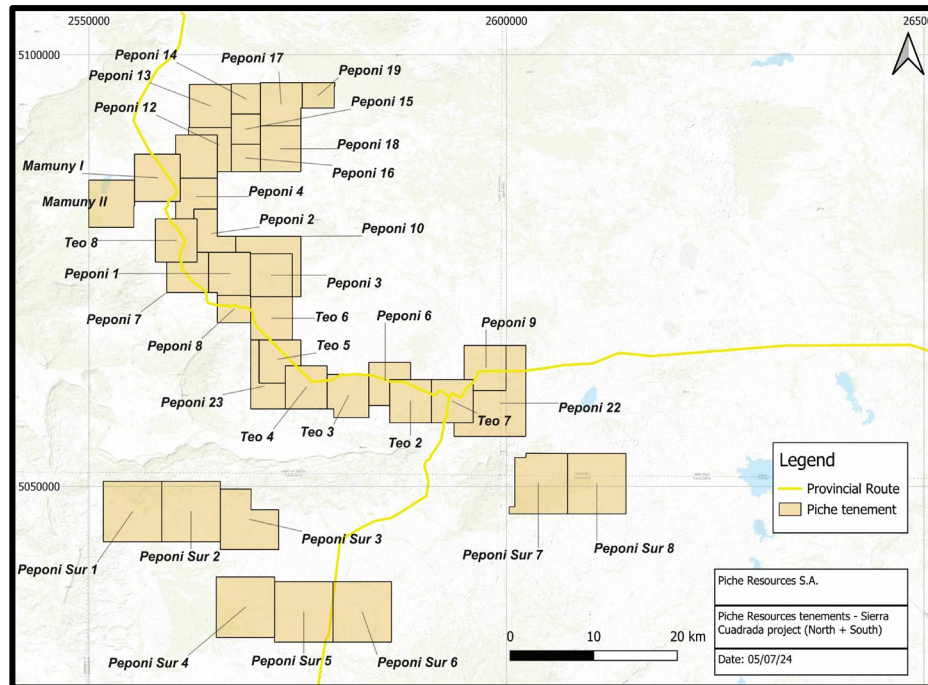 2550000
2600000
26500
5100000
Peponi 17
Peponi 14
Peponi 19
Peponi 13
Peponi 15
Peponi 12
Peponi 18
Mamuny I
Peponi 16
Peponi 4
Mamuny II
Peponi 2
Peponi 10
Teo 8
Peponi 1
Peponi 3
Peponi 7
Teo 6
Peponi 6
Peponi 8
Peponi 9
Teo 5
Peponi 23
Peponi 22
Teo 4
Teo 3
Teo 2
Teo 7
Legend
Provincial Route
Piche tenement
5050000
Peponi Sur 3
Peponi Sur 2
Peponi Sur 7
Peponi Sur 8
Peponi Sur 1
Piche Resources S.A.
Piche Resources tenements - Sierra
Cuadrada project (North + South)
0
10
20 km
Peponi Sur 4
Peponi Sur 5
Peponi Sur 6
Date: 05/07/24